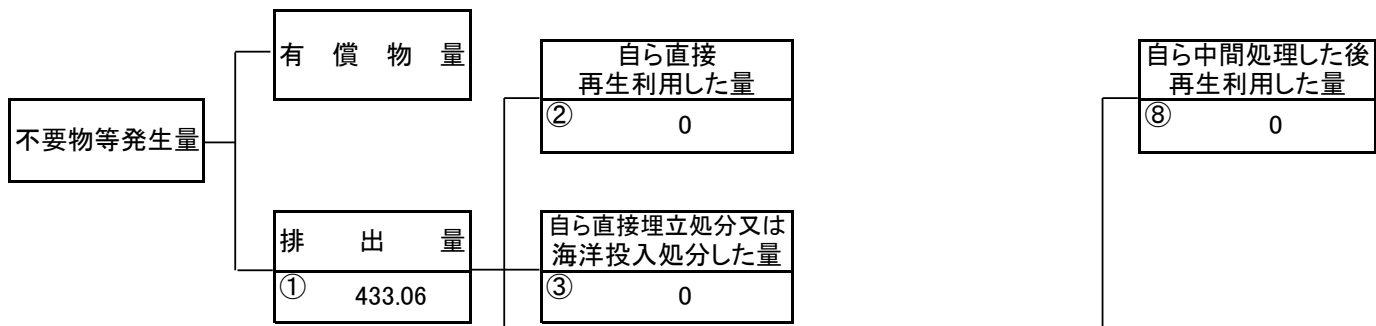 有償物量
自ら直接
再生利用した量
② 0
自ら中間処理した後
再生利用した量
⑧ 0
不要物等発生量
排出量
① 433.06
自ら直接埋立処分又は
海洋投入処分した量
③ 0